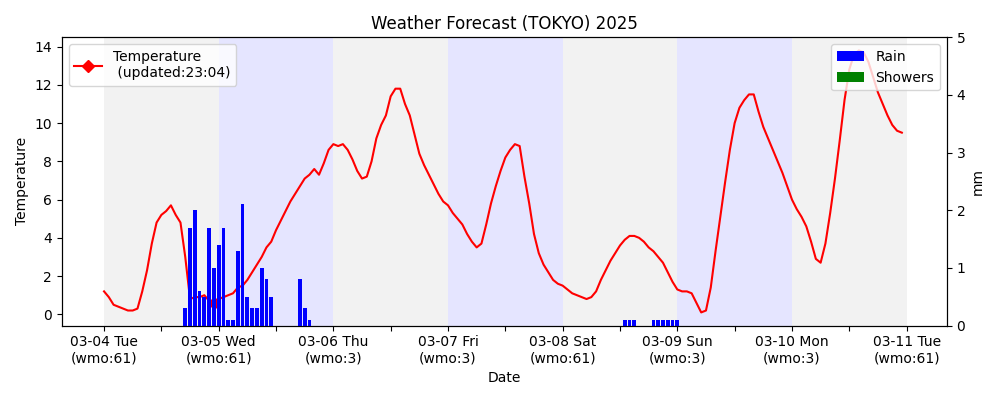 Weather Forecast (TOKYO) 2025
Temperature
(updated:23:04)
Rain
Showers
14
12
10
8
6
4
2
0
Temperature
5
4
3
2
1
0
mm
03-04 Tue
(wmo:61)
03-05 Wed
(wmo:61)
03-06 Thu
(wmo:3)
03-07 Fri
(wmo:3)
03-08 Sat
(wmo:61)
03-09 Sun
(wmo:3)
03-10 Mon
(wmo:3)
03-11 Tue
(wmo:61)
Date